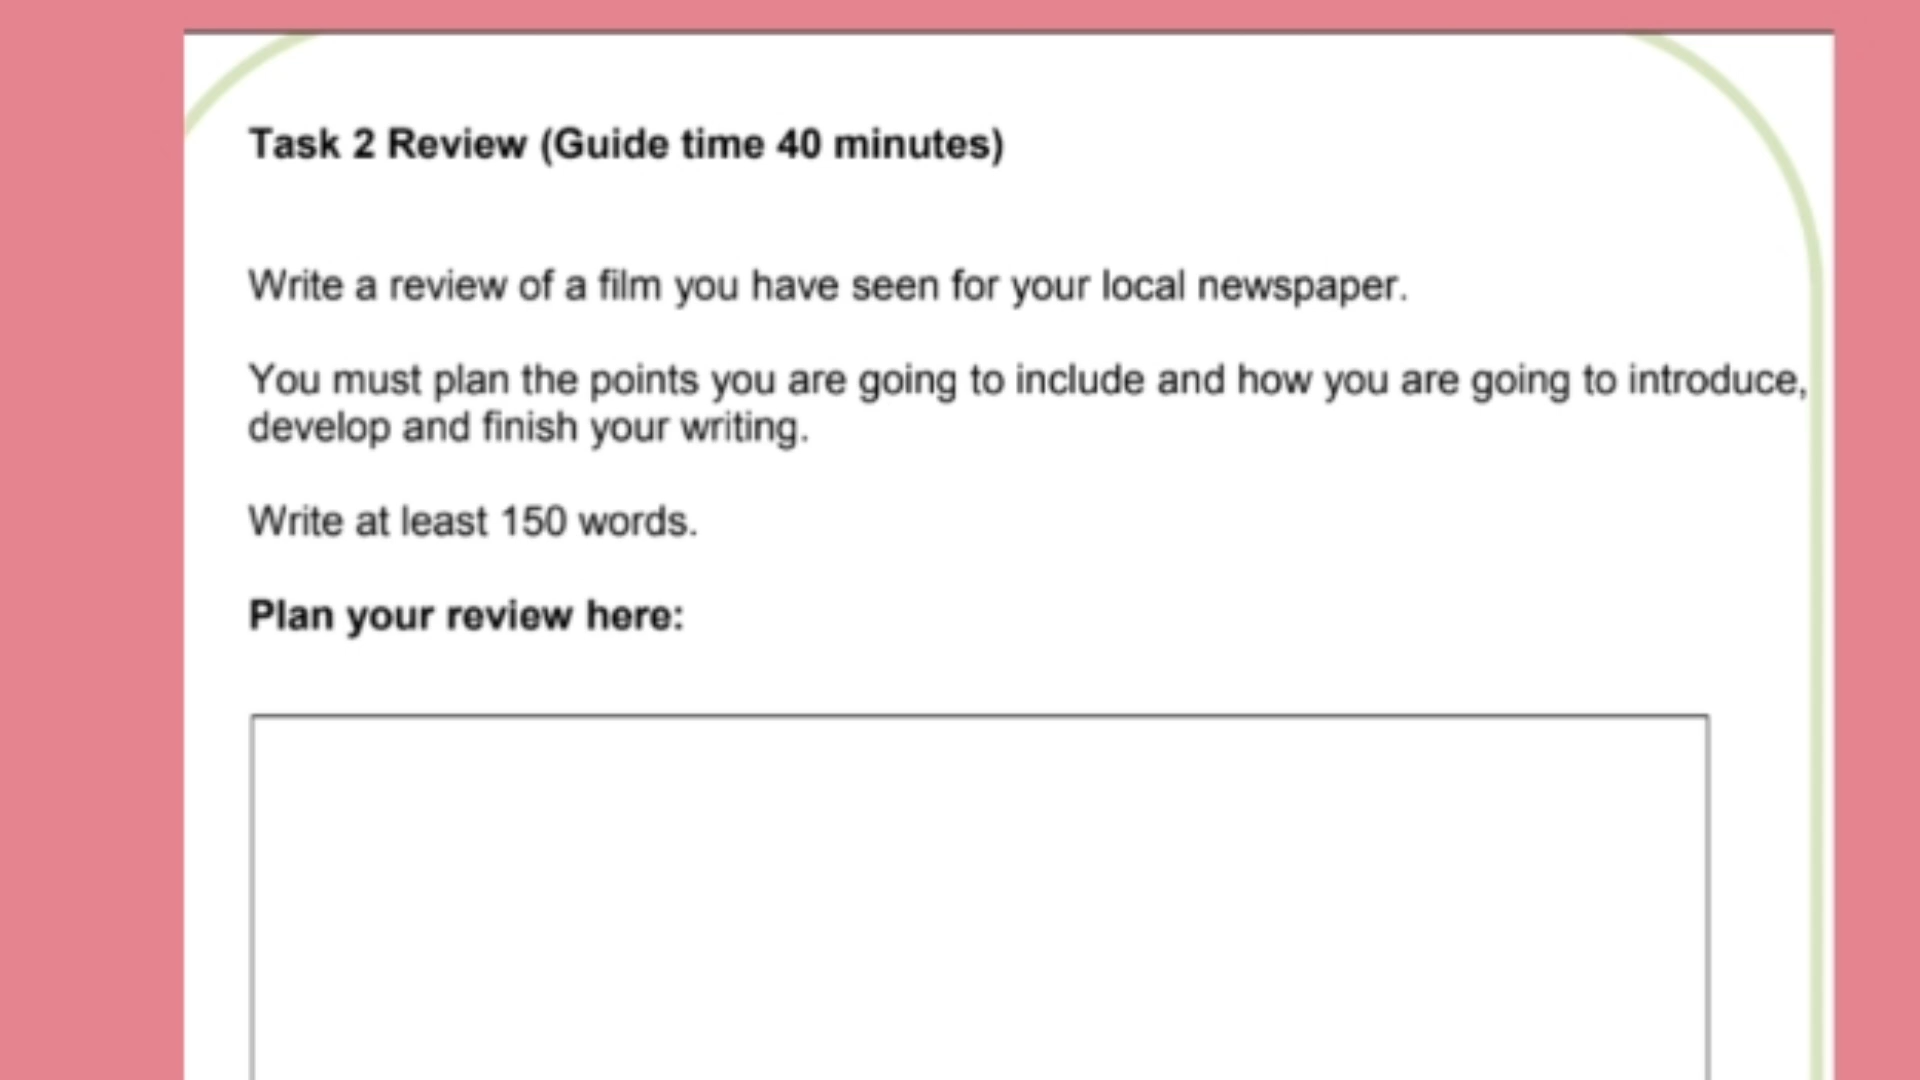 Task 2 Review (Guide time 40 minutes)
Write a review of a film you have seen for your local newspaper.
You must plan the points you are going to include and how you are going to introduce,
develop and finish your writing.
Write at least 150 words.
Plan your review here: